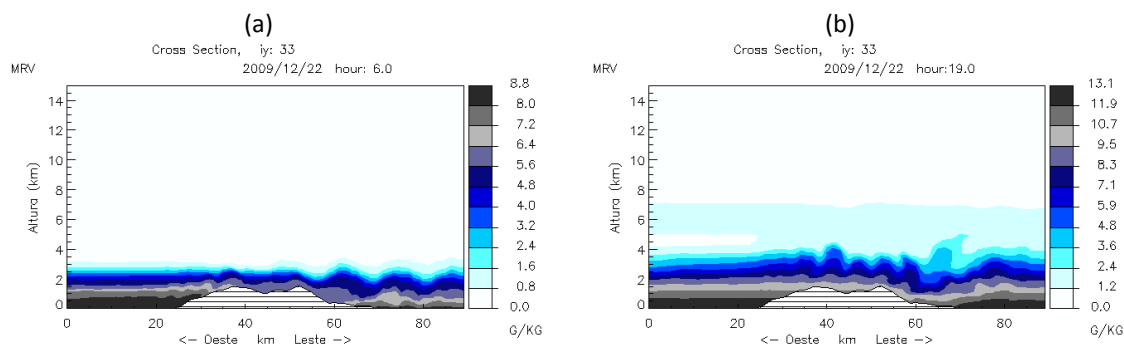 (a)
Cross Section, iy: 33
MRV 2009/12/22 hour: 6.0
8.8
8.0
7.2
6.4
5.6
4.8
4.0
3.2
2.4
1.6
0.0
G/KG
Altura (km)
14
12
10
8
6
4
2
0
0 20 40 60 80
<- Oeste km Leste ->
(b)
Cross Section, iy: 33
MRV 2009/12/22 hour:19.0
13.1
11.9
10.7
9.5
8.3
7.1
5.9
4.8
3.6
2.4
1.2
0.0
G/KG
Altura (km)
14
12
10
8
6
4
2
0
0 20 40 60 80
<- Oeste km Leste ->